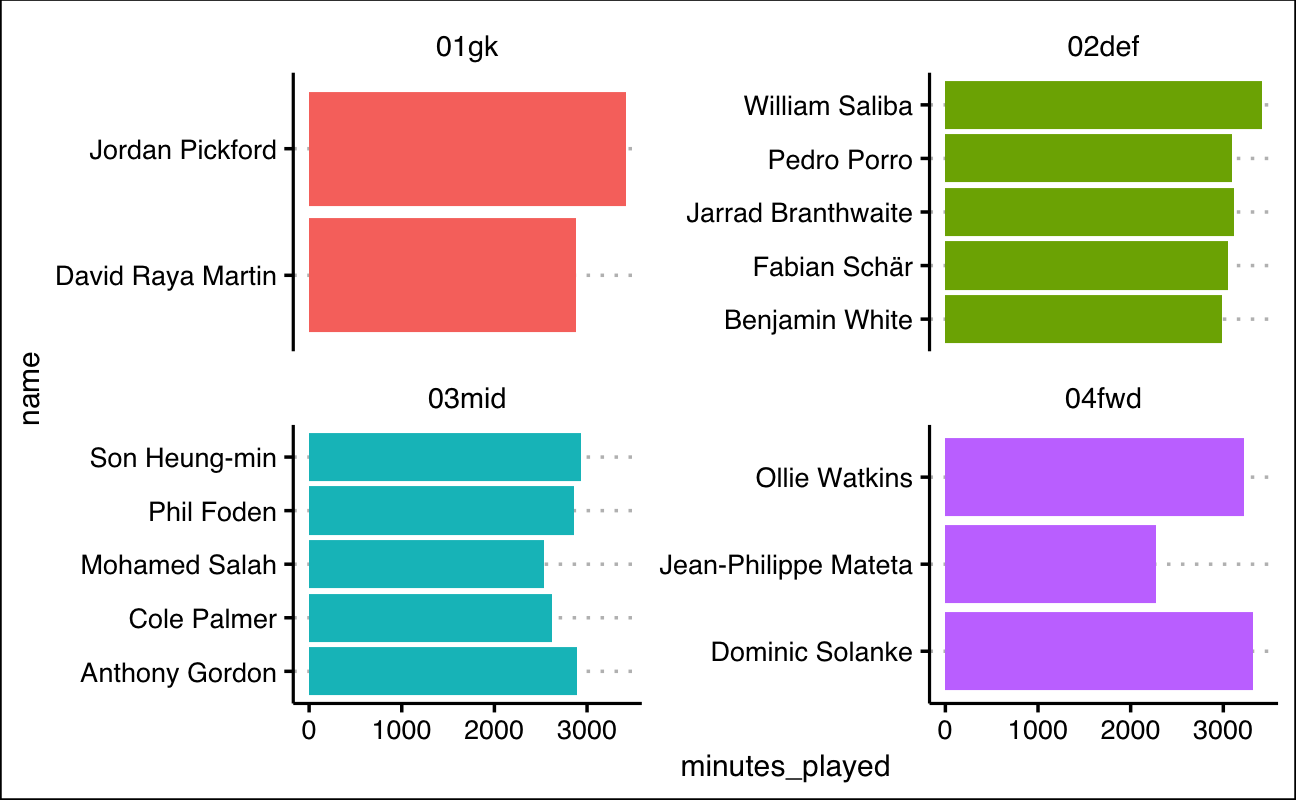 01gk
Jordan Pickford
David Raya Martin
02def
William Saliba
Pedro Porro
Jarrad Branthwaite
Fabian Schär
Benjamin White
name
03mid
Son Heung-min
Phil Foden
Mohamed Salah
Cole Palmer
Anthony Gordon
0 1000 2000 3000
04fwd
Ollie Watkins
Jean-Philippe Mateta
Dominic Solanke
0 1000 2000 3000
minutes_played